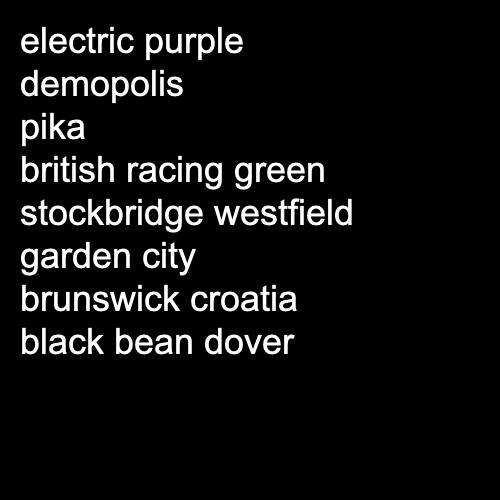 electric purple
demopolis
pika
british racing green
stockbridge westfield
garden city
brunswick croatia
black bean dover